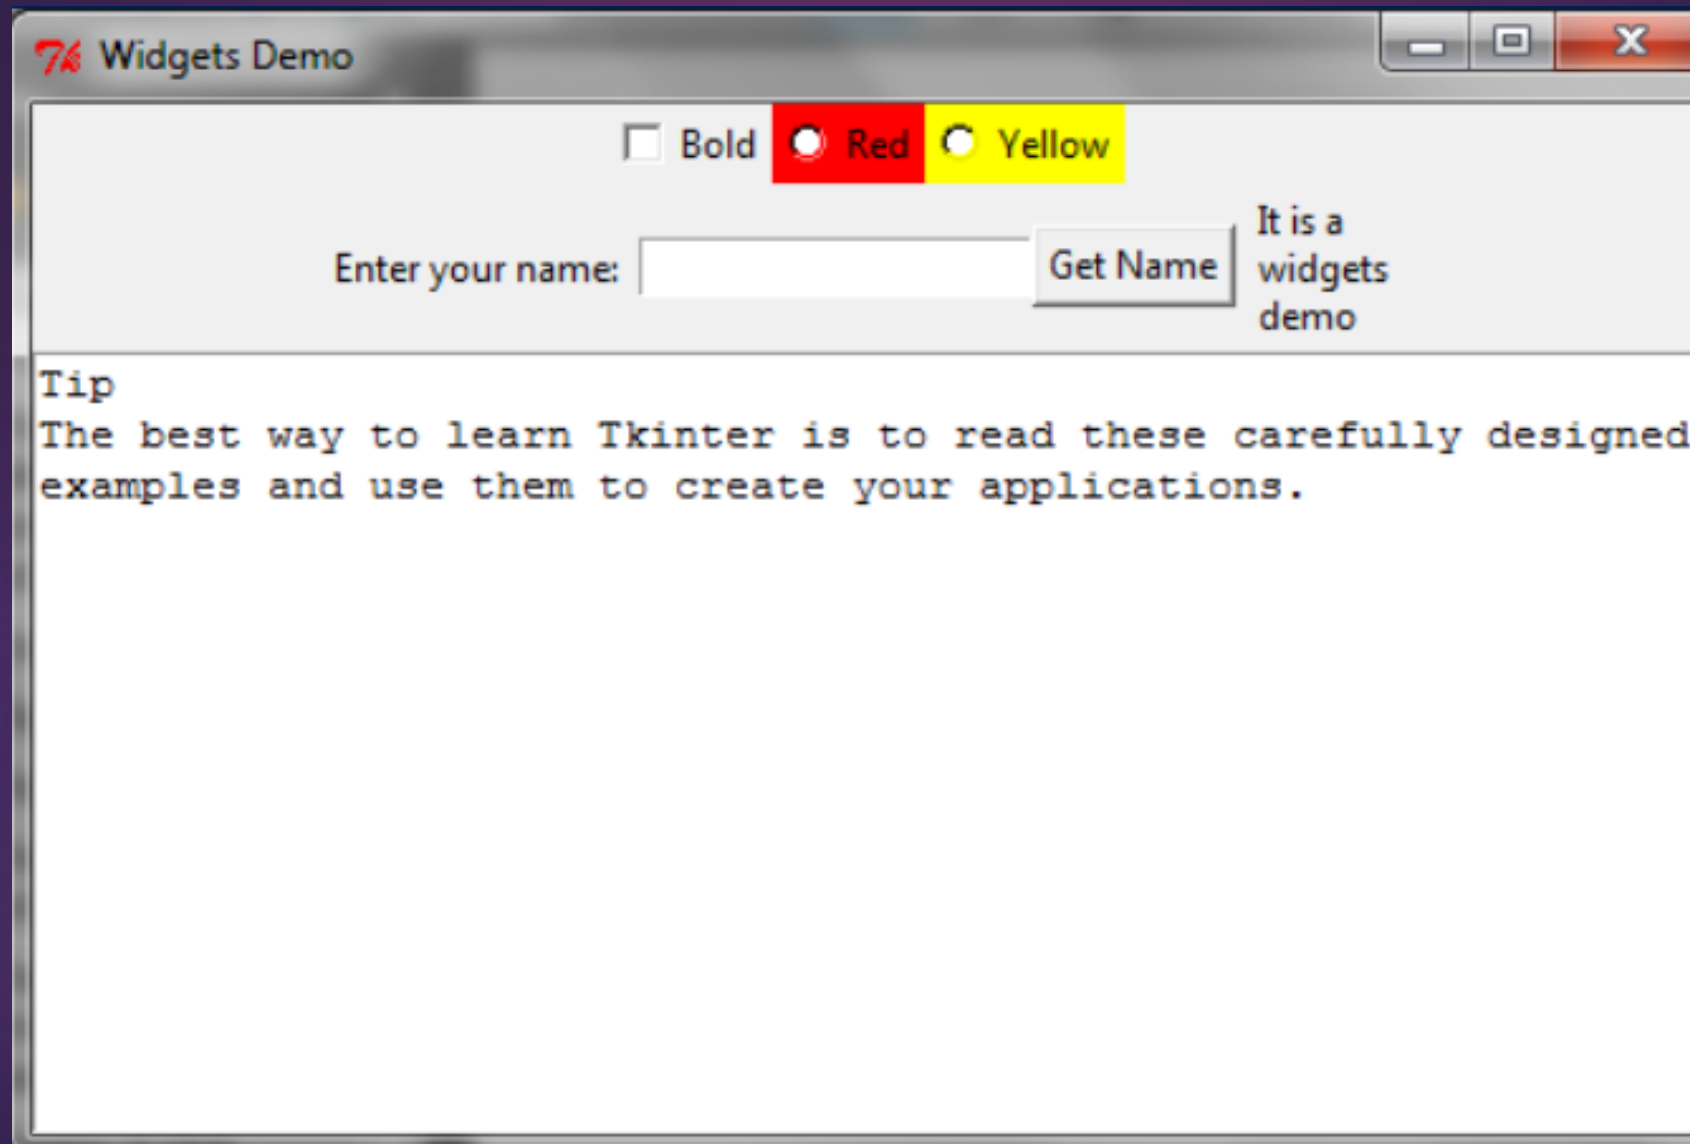 Widgets Demo
Bold Red Yellow
Enter your name: Get Name It is a
widgets
demo
Tip
The best way to learn Tkinter is to read these carefully designed
examples and use them to create your applications.